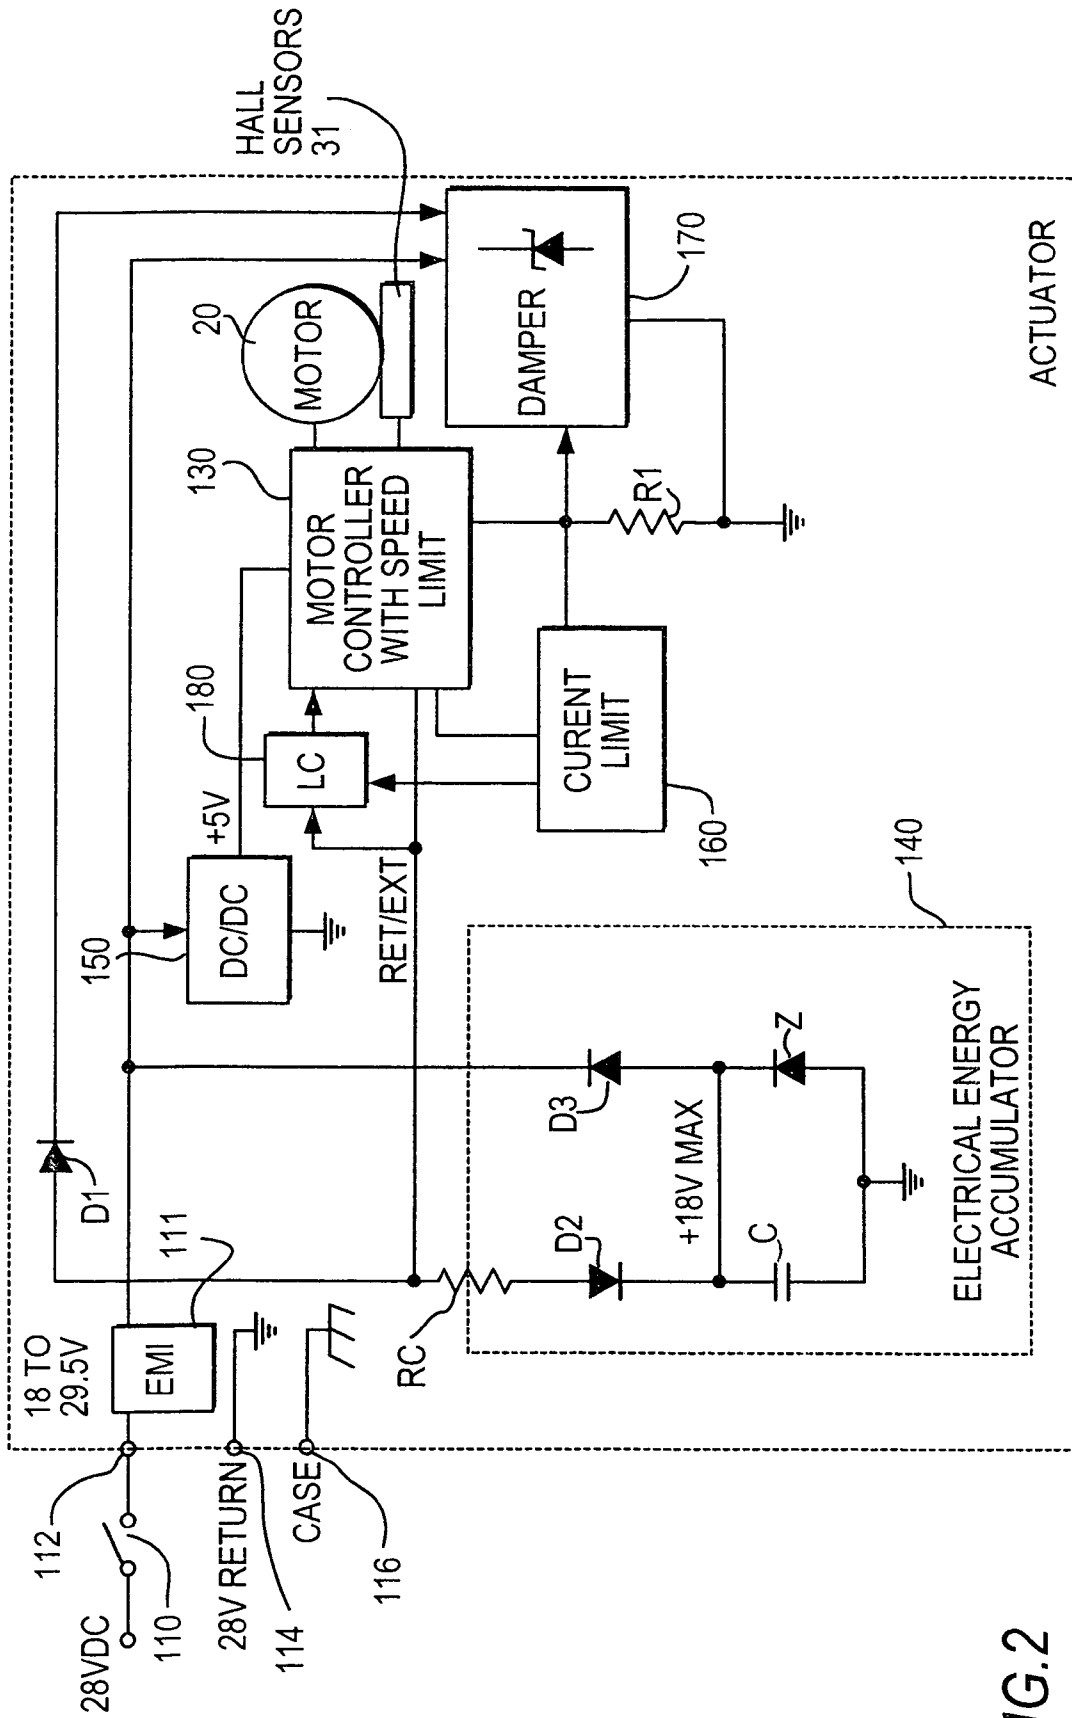 HALL
SENSORS
31
20
MOTOR
130
MOTOR
CONTROLLER
WITH SPEED
LIMIT
DAMPER
170
R1
ACTUATOR
180
LC
+5V
150
DC/DC
RET/EXT
CURENT
LIMIT
160
140
D1
D3
Z
D2
+18V MAX
C
RC
ELECTRICAL ENERGY
ACCUMULATOR
18 TO
29.5V
111
EMI
112
28VDC
110
28V RETURN
114
CASE
116
IG.2